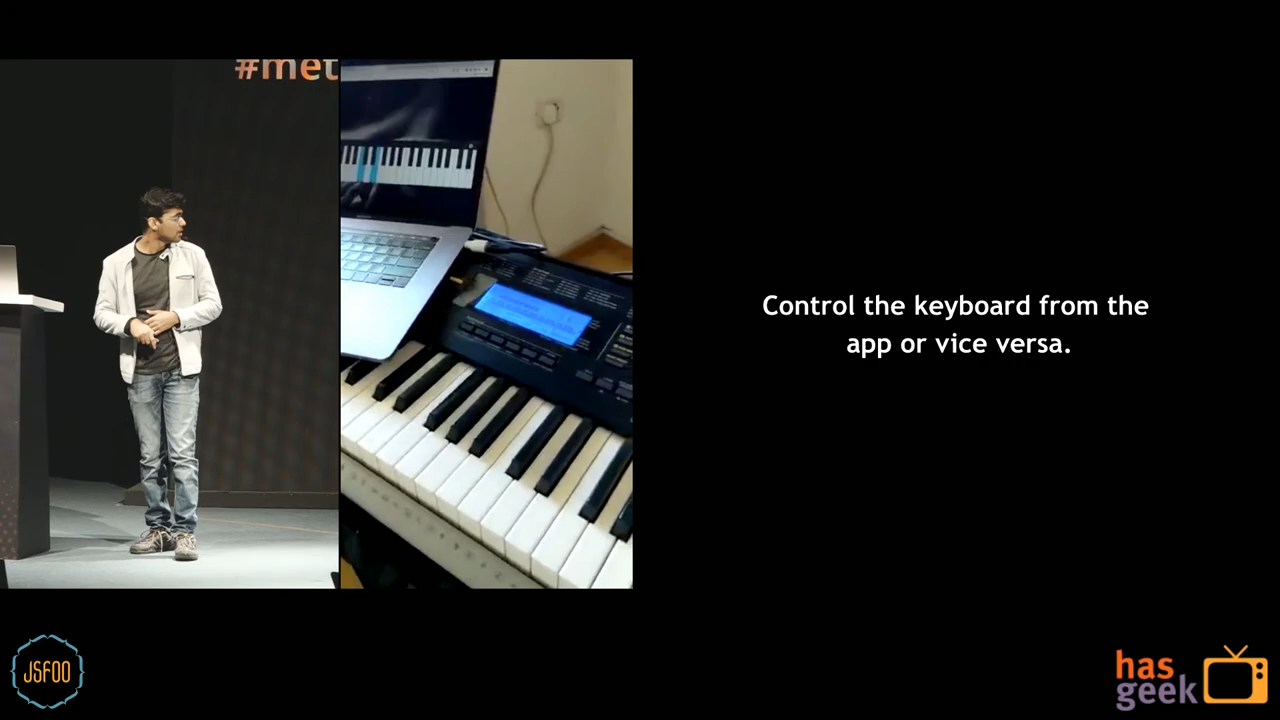 #met
Control the keyboard from the
app or vice versa.
JSFOO
has
geek